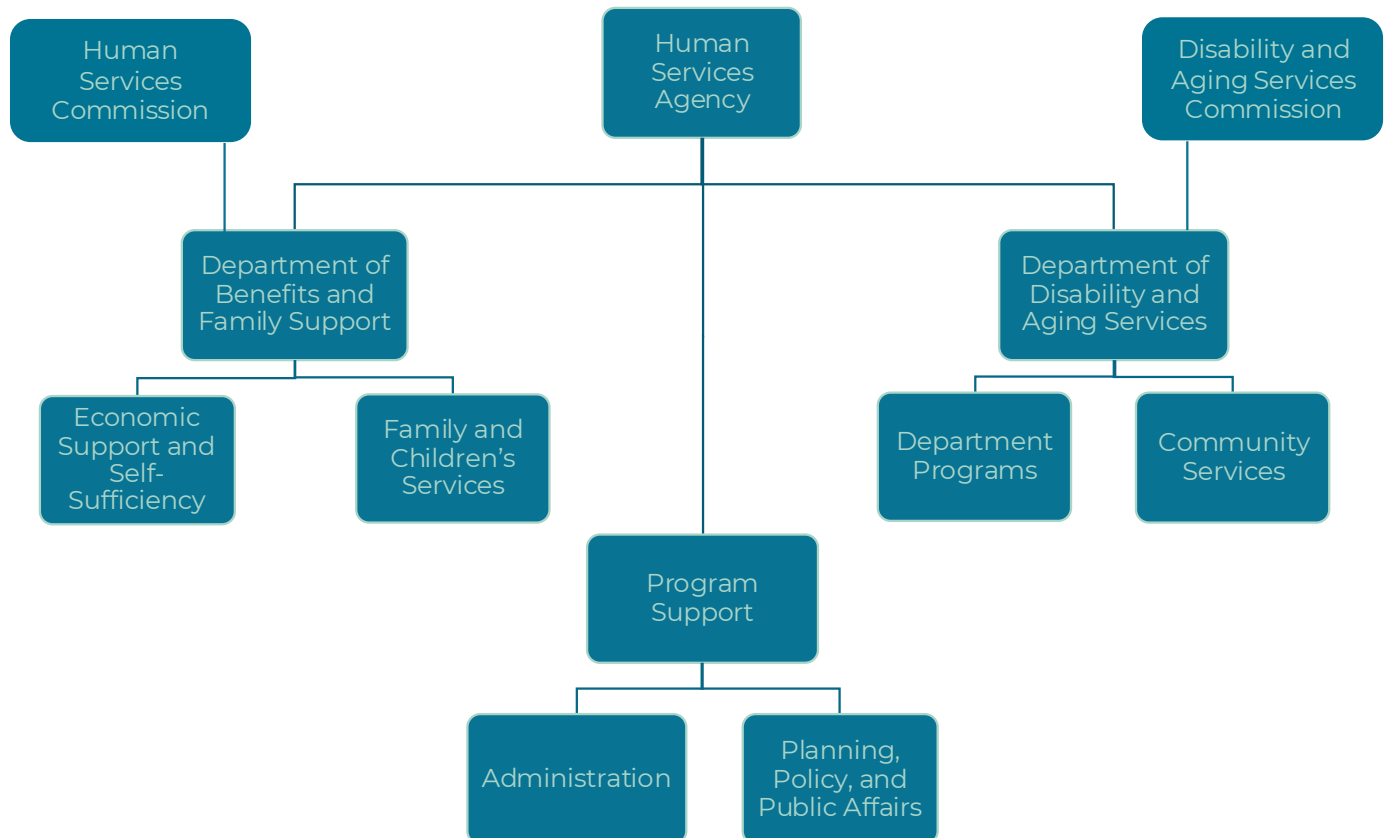 Human
Services
Commission
Human
Services
Agency
Disability and
Aging Services
Commission
Department of
Benefits and
Family Support
Department of
Disability and
Aging Services
Economic
Support and
Self-
Sufficiency
Family and
Children’s
Services
Department
Programs
Community
Services
Program
Support
Administration
Planning,
Policy, and
Public Affairs